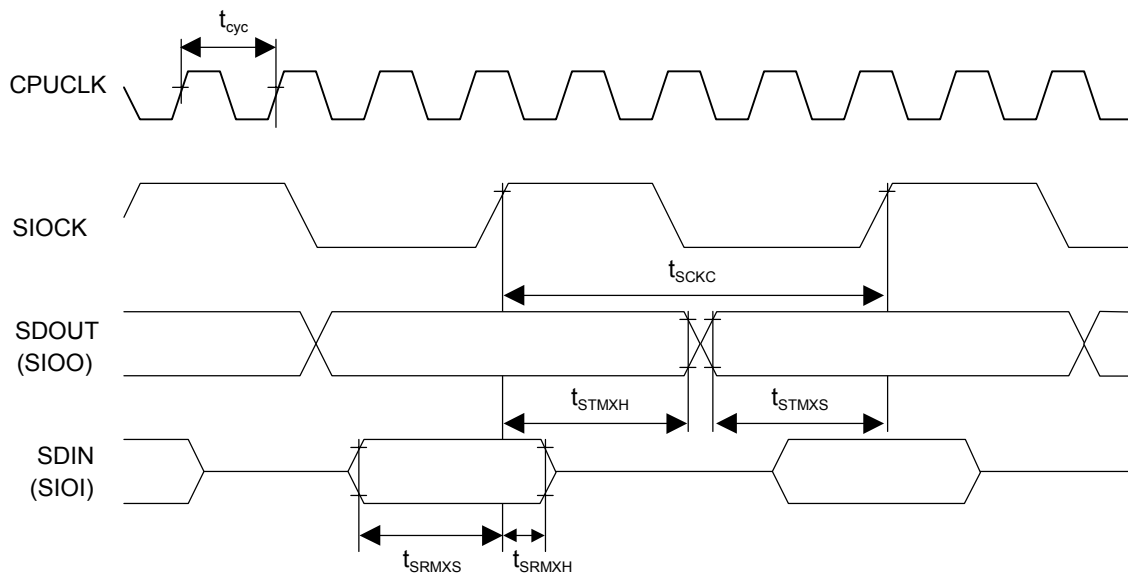 tcyc
CPUCLK
SIOCK
tSCKC
SDOUT
(SIOO)
tSTMXH
tSTMXS
SDIN
(SIOI)
tSRMXS
tSRMXH